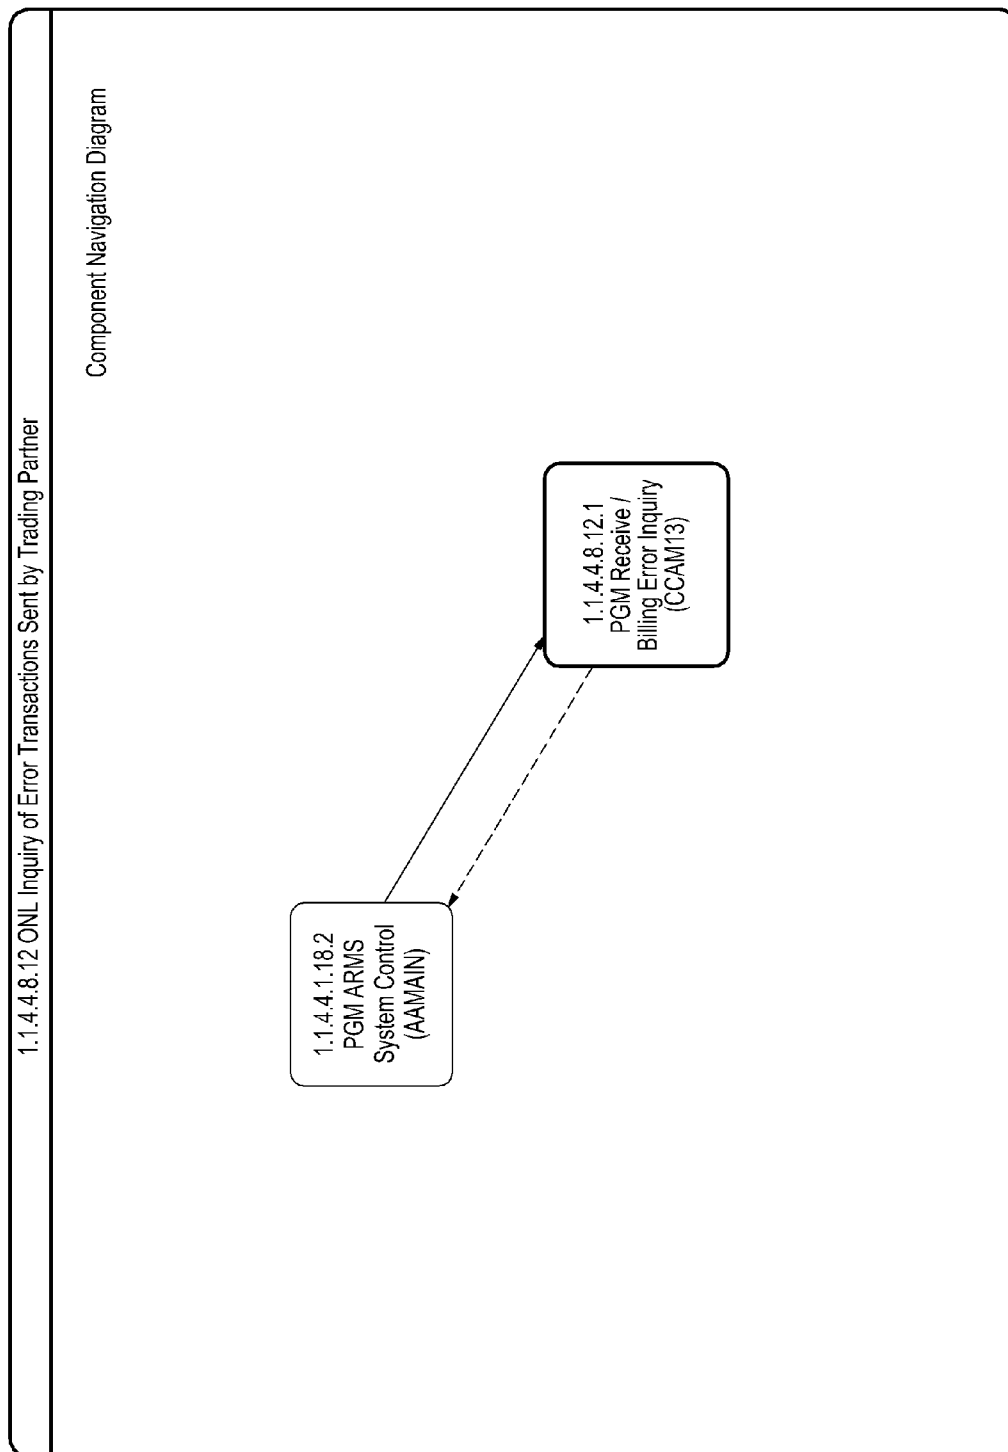 1.1.4.4.8.12 ONL Inquiry of Error Transactions Sent by Trading Partner
Component Navigation Diagram
1.1.4.4.1.18.2
PGM ARMS
System Control
(AAMAIN)
1.1.4.4.8.12.1
PGM Receive /
Billing Error Inquiry
(CCAM13)